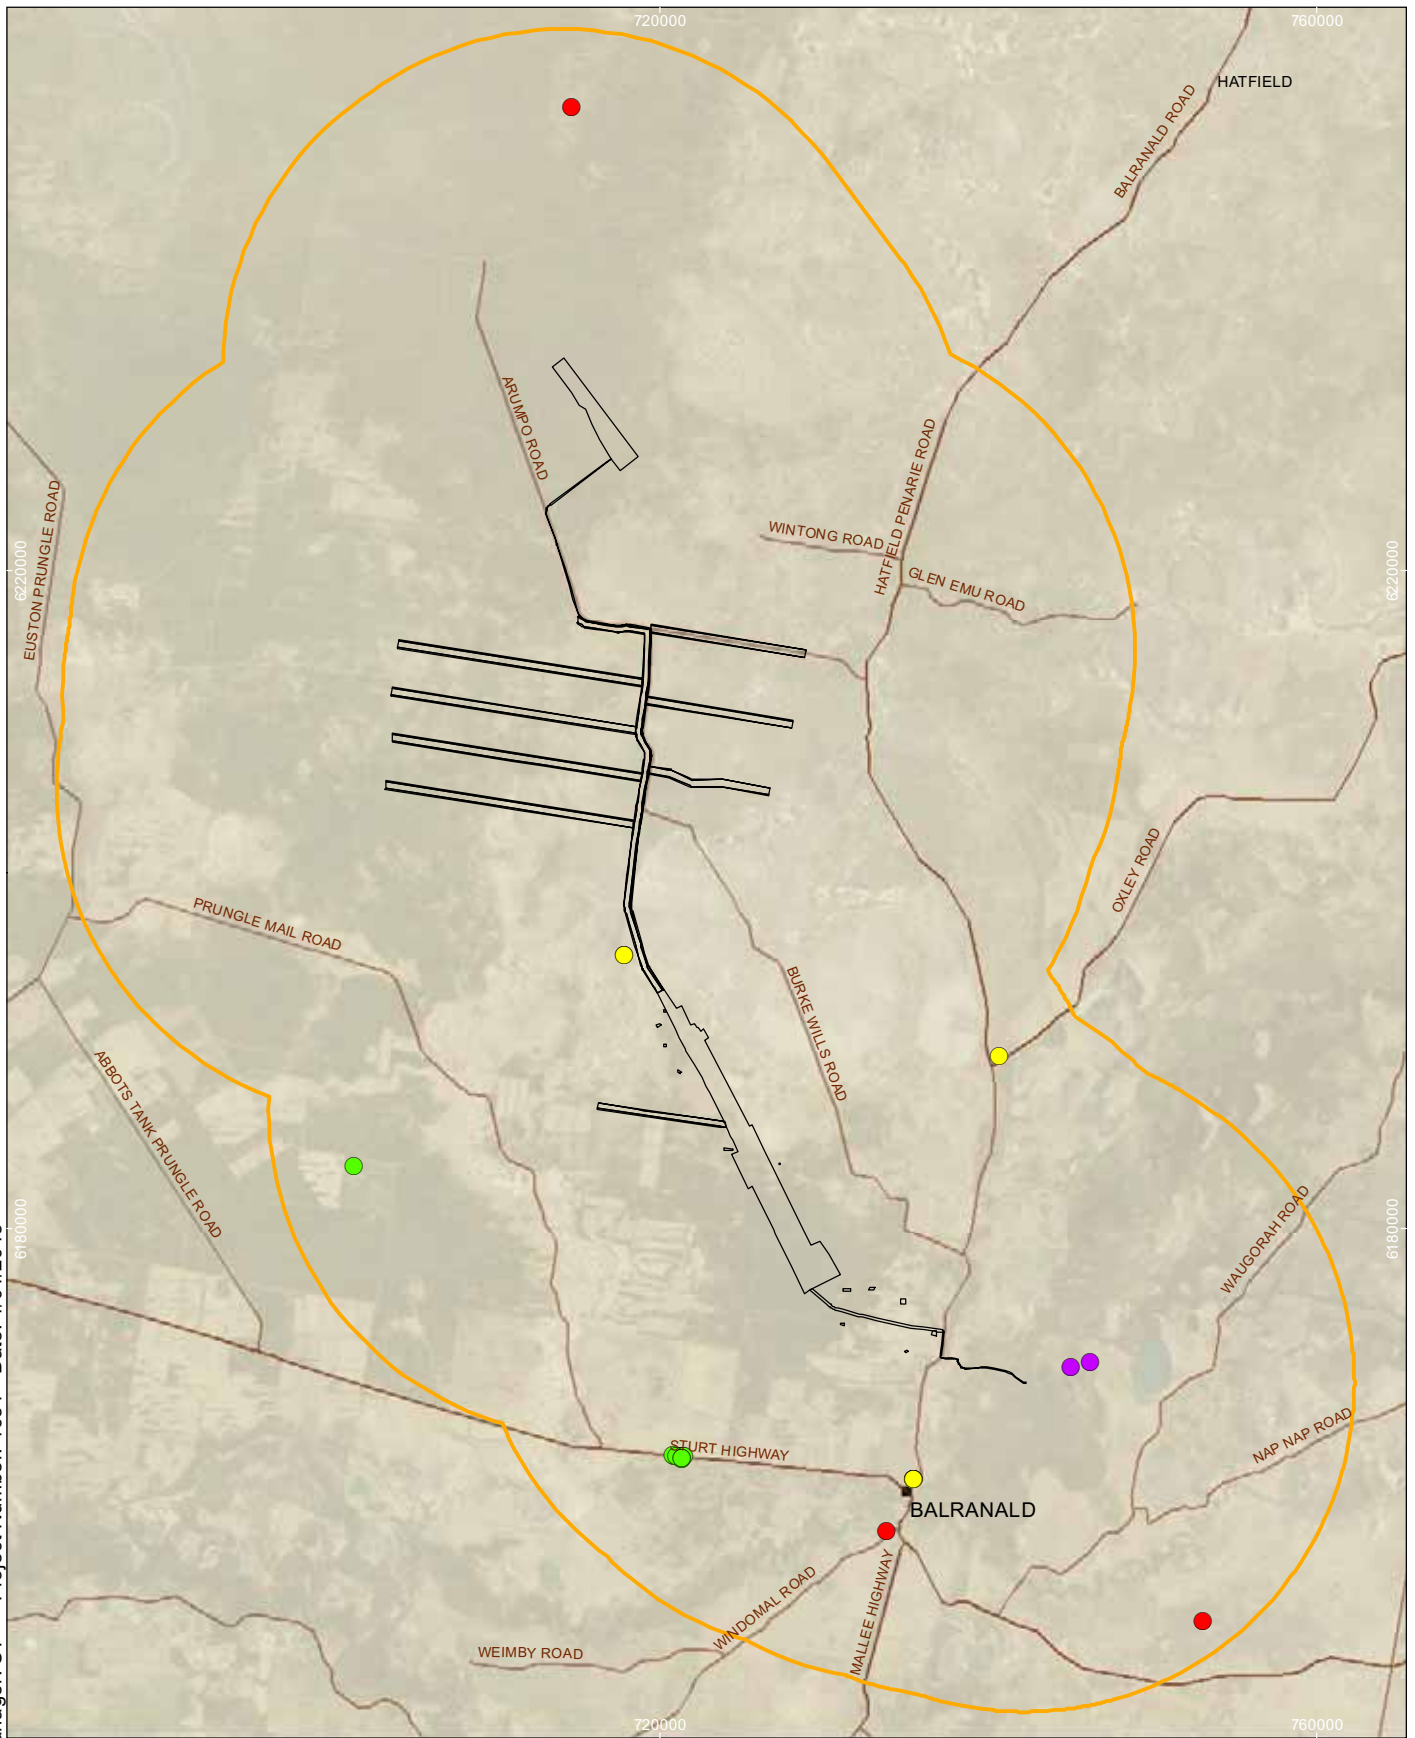 720000
760000
HATFIELD
BALRANALD ROAD
ARUMPO ROAD
HATFIELD PENARIE ROAD
EUSTON PRUNGLE ROAD
WINTONG ROAD
6220000
6220000
GLEN EMU ROAD
OXLEY ROAD
PRUNGLE MAIL ROAD
BURKE WILLS ROAD
ABBOTS TANK PRUNGLE ROAD
6180000
6180000
WAUGORAH ROAD
NAP NAP ROAD
STURT HIGHWAY
BALRANALD
WINDOMAL ROAD
MALLEE HIGHWAY
WEIMBY ROAD
720000
760000